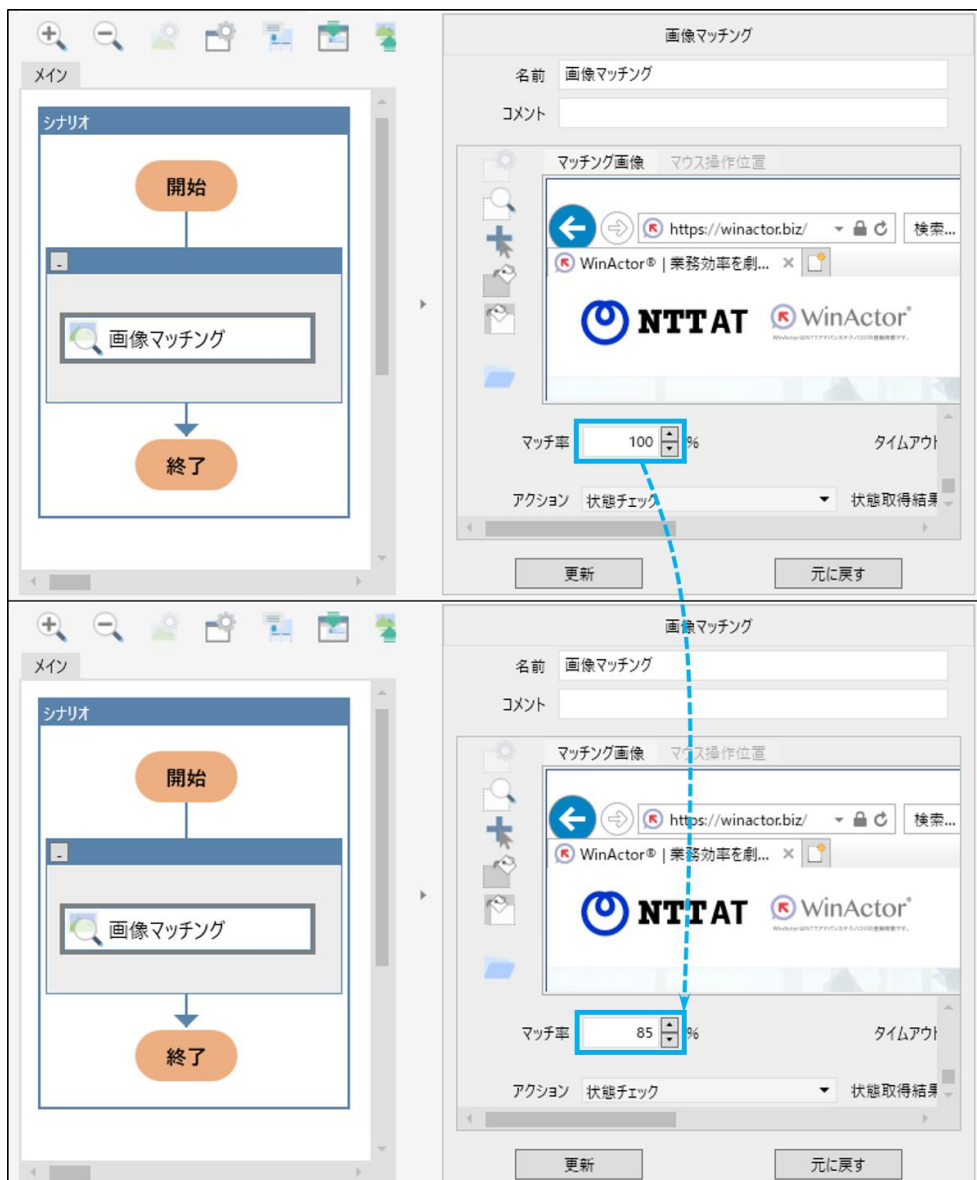 画像マッチング
メイン
名前 画像マッチング
コメント
シナリオ
開始
画像マッチング
終了
マッチング画像 マウス操作位置
https://winactor.biz/ 検索...
WinActor® | 業務効率を劇...
NTT AT WinActor®
マッチ率 100 % タイムアウト
アクション 状態チェック 状態取得結果
更新 元に戻す
画像マッチング
メイン
名前 画像マッチング
コメント
シナリオ
開始
画像マッチング
終了
マッチング画像 マウス操作位置
https://winactor.biz/ 検索...
WinActor® | 業務効率を劇...
NTT AT WinActor®
マッチ率 85 % タイムアウト
アクション 状態チェック 状態取得結果
更新 元に戻す